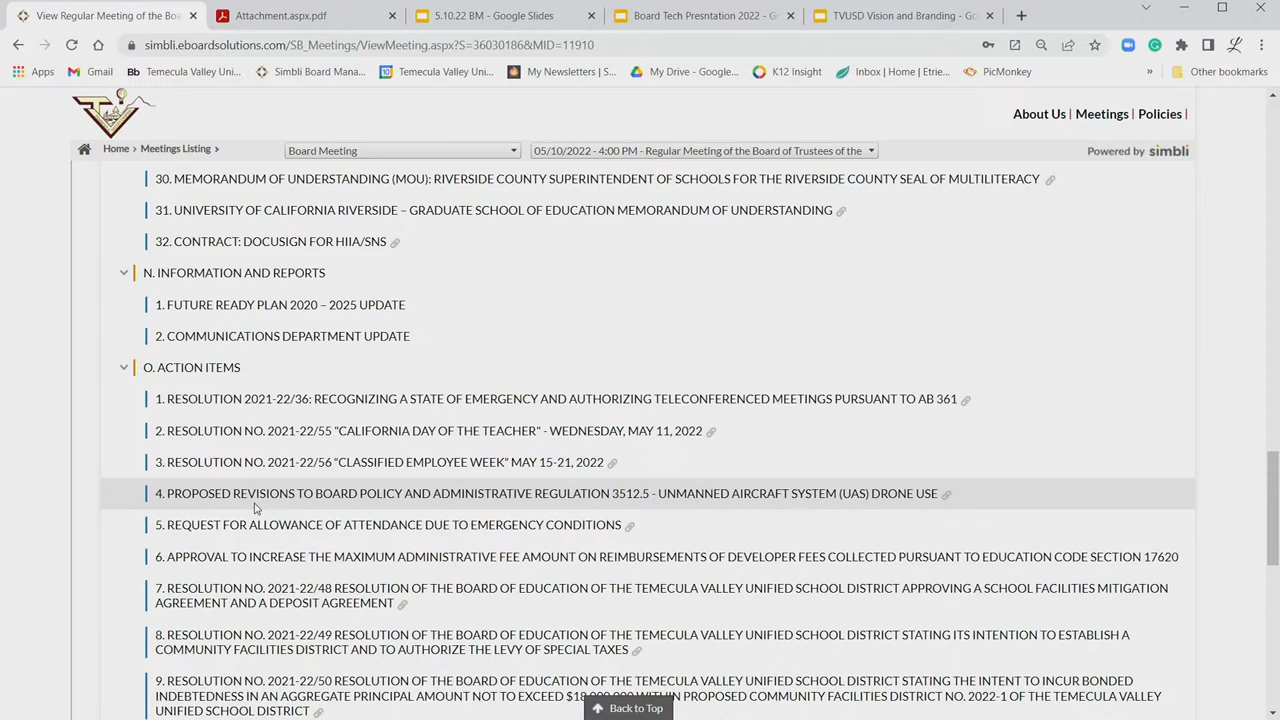 View Regular Meeting of the Boa
Attachment.aspx.pdf
5.10.22 BM - Google Slides
Board Tech Presntation 2022 - G
TVUSD Vision and Branding - Go
simbli.eboardsolutions.com/SB_Meetings/ViewMeeting.aspx?S=36030186&MID=11910
Apps
Gmail
Temecula Valley Uni...
Simbli Board Mana...
Temecula Valley Uni...
My Newsletters | S...
My Drive - Google...
K12 Insight
Inbox | Home | Etrie...
PicMonkey
»
Other bookmarks
About Us | Meetings | Policies |
Home › Meetings Listing ›
Board Meeting
05/10/2022 - 4:00 PM - Regular Meeting of the Board of Trustees of the
Powered by simbli
30. MEMORANDUM OF UNDERSTANDING (MOU): RIVERSIDE COUNTY SUPERINTENDENT OF SCHOOLS FOR THE RIVERSIDE COUNTY SEAL OF MULTILITERACY
31. UNIVERSITY OF CALIFORNIA RIVERSIDE – GRADUATE SCHOOL OF EDUCATION MEMORANDUM OF UNDERSTANDING
32. CONTRACT: DOCUSIGN FOR HIIA/SNS
N. INFORMATION AND REPORTS
1. FUTURE READY PLAN 2020 – 2025 UPDATE
2. COMMUNICATIONS DEPARTMENT UPDATE
O. ACTION ITEMS
1. RESOLUTION 2021-22/36: RECOGNIZING A STATE OF EMERGENCY AND AUTHORIZING TELECONFERENCED MEETINGS PURSUANT TO AB 361
2. RESOLUTION NO. 2021-22/55 "CALIFORNIA DAY OF THE TEACHER" - WEDNESDAY, MAY 11, 2022
3. RESOLUTION NO. 2021-22/56 “CLASSIFIED EMPLOYEE WEEK” MAY 15-21, 2022
4. PROPOSED REVISIONS TO BOARD POLICY AND ADMINISTRATIVE REGULATION 3512.5 - UNMANNED AIRCRAFT SYSTEM (UAS) DRONE USE
5. REQUEST FOR ALLOWANCE OF ATTENDANCE DUE TO EMERGENCY CONDITIONS
6. APPROVAL TO INCREASE THE MAXIMUM ADMINISTRATIVE FEE AMOUNT ON REIMBURSEMENTS OF DEVELOPER FEES COLLECTED PURSUANT TO EDUCATION CODE SECTION 17620
7. RESOLUTION NO. 2021-22/48 RESOLUTION OF THE BOARD OF EDUCATION OF THE TEMECULA VALLEY UNIFIED SCHOOL DISTRICT APPROVING A SCHOOL FACILITIES MITIGATION
AGREEMENT AND A DEPOSIT AGREEMENT
8. RESOLUTION NO. 2021-22/49 RESOLUTION OF THE BOARD OF EDUCATION OF THE TEMECULA VALLEY UNIFIED SCHOOL DISTRICT STATING ITS INTENTION TO ESTABLISH A
COMMUNITY FACILITIES DISTRICT AND TO AUTHORIZE THE LEVY OF SPECIAL TAXES
9. RESOLUTION NO. 2021-22/50 RESOLUTION OF THE BOARD OF EDUCATION OF THE TEMECULA VALLEY UNIFIED SCHOOL DISTRICT STATING THE INTENT TO INCUR BONDED
INDEBTEDNESS IN AN AGGREGATE PRINCIPAL AMOUNT NOT TO EXCEED PROPOSED COMMUNITY FACILITIES DISTRICT NO. 2022-1 OF THE TEMECULA VALLEY
UNIFIED SCHOOL DISTRICT
Back to Top